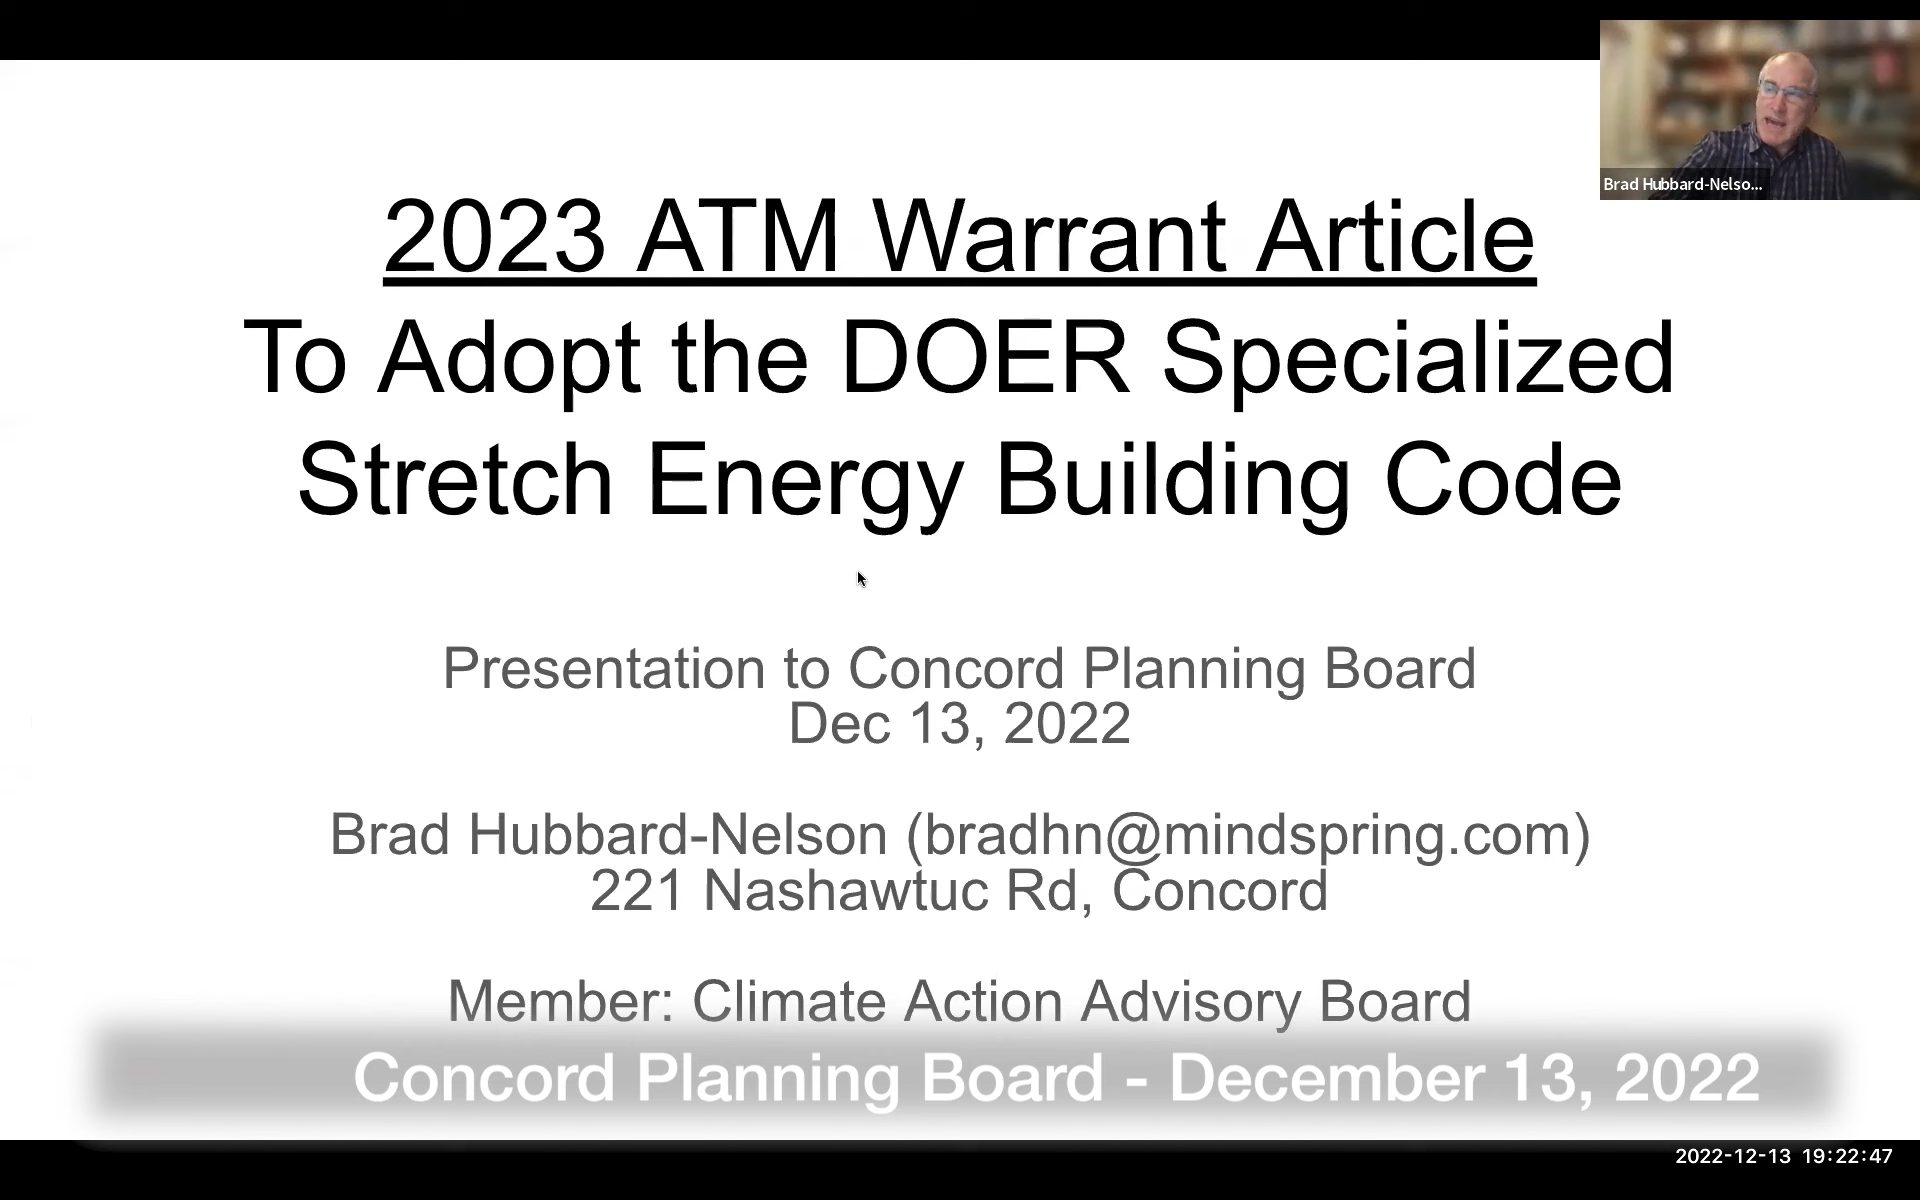 Brad Hubbard-Nelso...
2023 ATM Warrant Article
To Adopt the DOER Specialized
Stretch Energy Building Code
Presentation to Concord Planning Board
Dec 13, 2022
Brad Hubbard-Nelson (bradhn@mindspring.com)
221 Nashawtuc Rd, Concord
Member: Climate Action Advisory Board
Concord Planning Board - December 13, 2022
2022-12-13 19:22:47